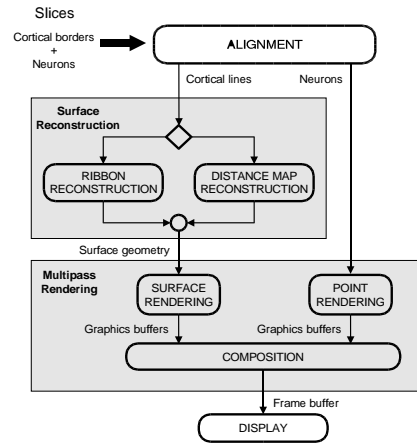 Slices
Cortical borders
+
Neurons
ALIGNMENT
Cortical lines
Neurons
Surface
Reconstruction
RIBBON
RECONSTRUCTION
DISTANCE MAP
RECONSTRUCTION
Surface geometry
Multipass
Rendering
SURFACE
RENDERING
POINT
RENDERING
Graphics buffers
Graphics buffers
COMPOSITION
Frame buffer
DISPLAY